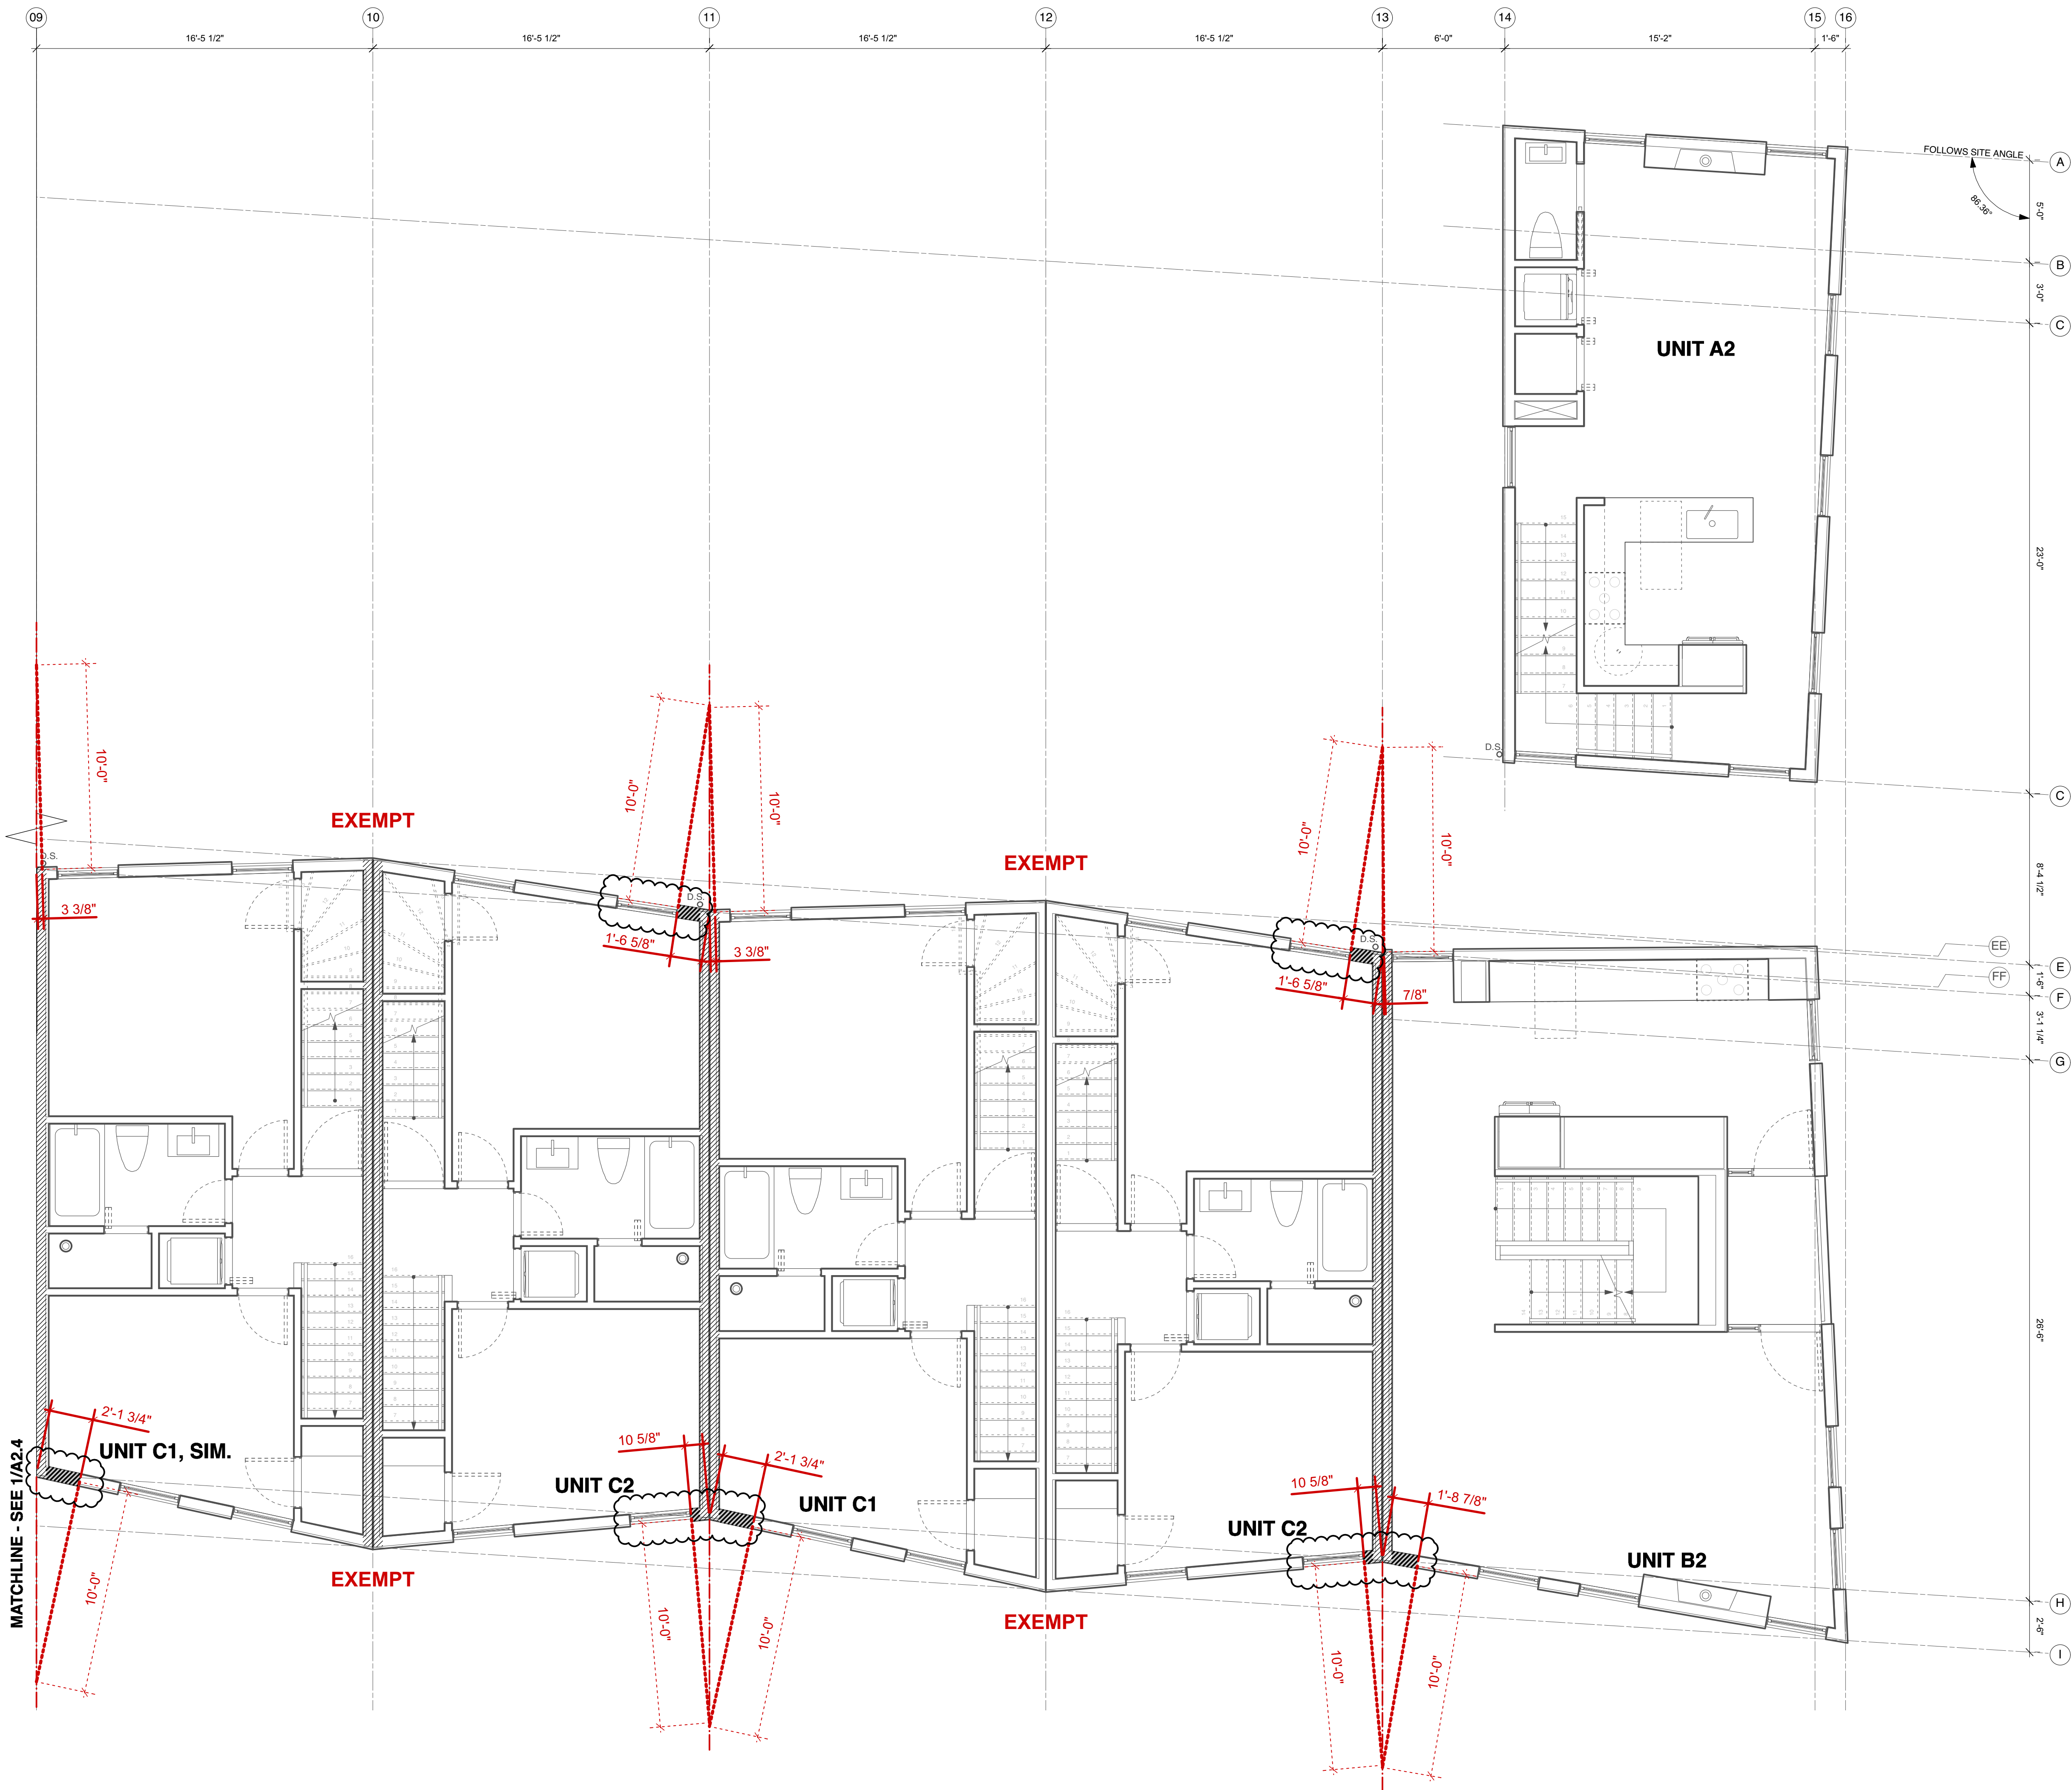 09
10
11
12
13
14
15
16
16'-5 1/2"
16'-5 1/2"
16'-5 1/2"
16'-5 1/2"
6'-0"
15'-2"
1'-6"
FOLLOWS SITE ANGLE
86.36°
A
5'-0"
B
3'-0"
C
UNIT A2
23'-0"
D.S.
C
8'-4 1/2"
EE
E
1'-6"
FF
F
3'-1 1/4"
G
26'-6"
H
2'-6"
I
10'-0"
10'-0"
10'-0"
10'-0"
10'-0"
EXEMPT
EXEMPT
D.S.
D.S.
D.S.
3 3/8"
1'-6 5/8"
3 3/8"
1'-6 5/8"
7/8"
MATCHLINE - SEE 1/A2.4
2'-1 3/4"
UNIT C1, SIM.
10 5/8"
2'-1 3/4"
UNIT C2
UNIT C1
10 5/8"
1'-8 7/8"
UNIT C2
UNIT B2
EXEMPT
EXEMPT
10'-0"
10'-0"
10'-0"
10'-0"
10'-0"